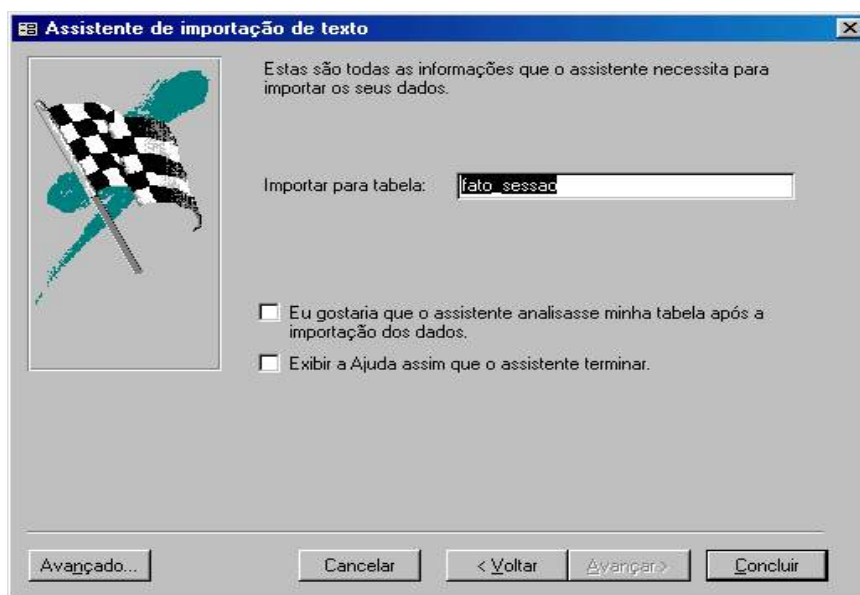 Assistente de importação de texto
Estas são todas as informações que o assistente necessita para
importar os seus dados.
Importar para tabela: fato_sessao
Eu gostaria que o assistente analisasse minha tabela após a
importação dos dados.
Exibir a Ajuda assim que o assistente terminar.
Avançado... Cancelar < Voltar Avançar > Concluir